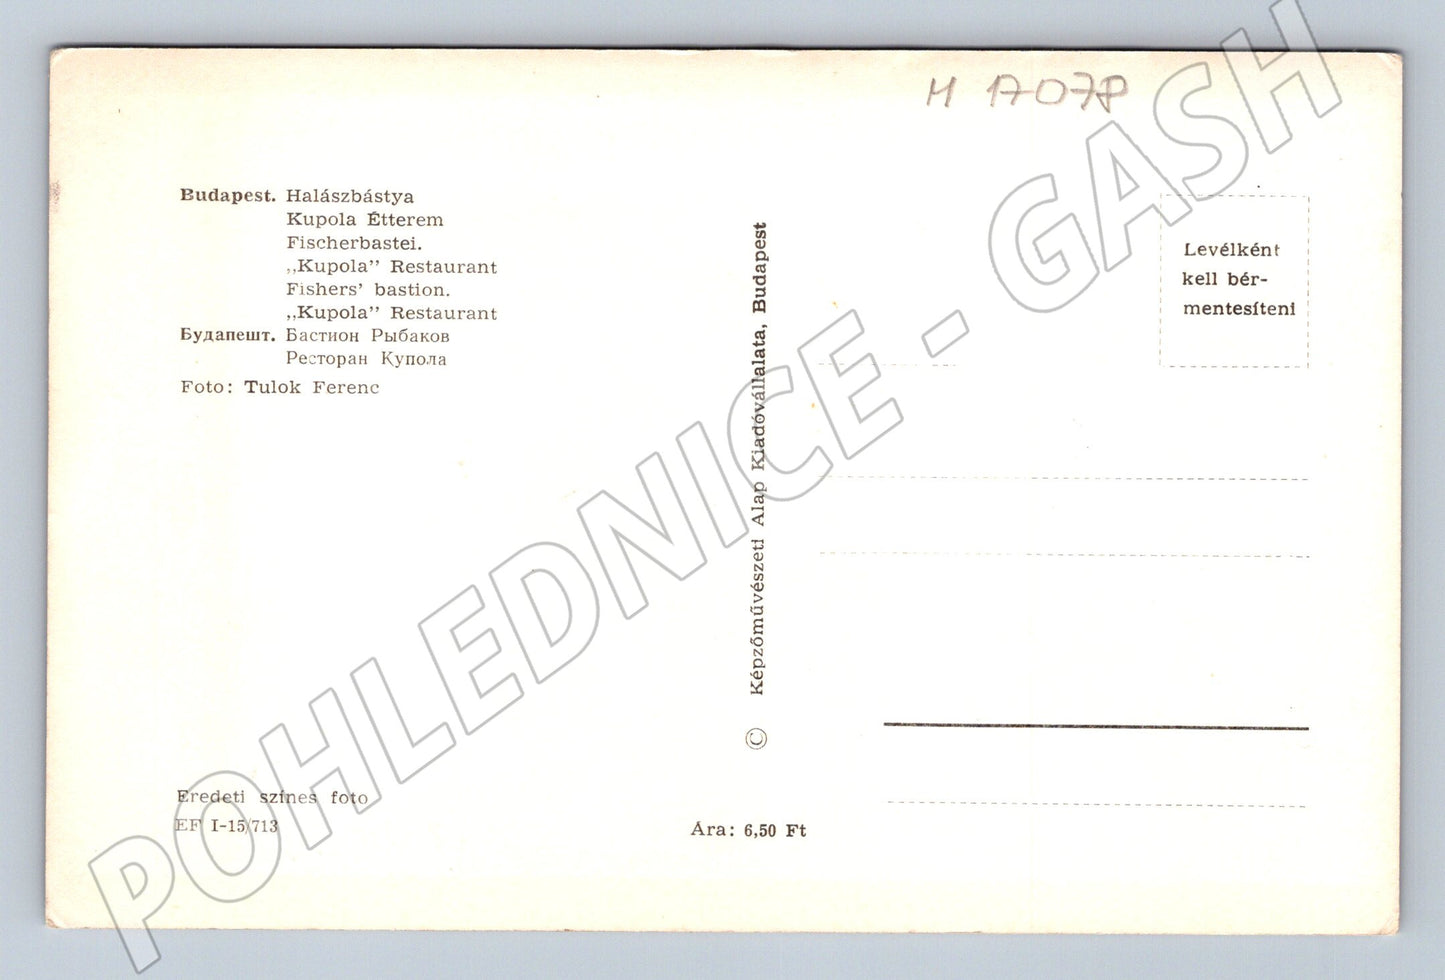 M 1707P
Budapest. Halászbástya
Kupola Étterem
Fischerbastei.
„Kupola” Restaurant
Fishers’ bastion.
„Kupola” Restaurant
Будапешт. Бастион Рыбаков
Ресторан Купола
Foto: Tulok Ferenc
Eredeti színes foto
EF I-15/713
© Képzőművészeti Alap Kiadóvállalata, Budapest
Ára: 6,50 Ft
Levélként
kell bér-
mentesíteni
POHLEDNICE - GASH